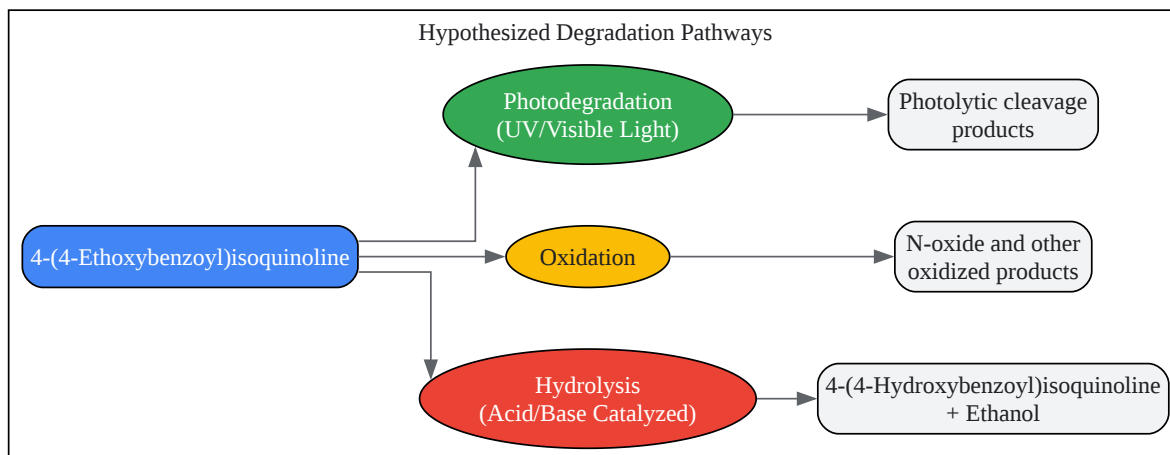 Hypothesized Degradation Pathways
Photodegradation
(UV/Visible Light)
Photolytic cleavage
products
4-(4-Ethoxybenzoyl)isoquinoline
Oxidation
N-oxide and other
oxidized products
Hydrolysis
(Acid/Base Catalyzed)
4-(4-Hydroxybenzoyl)isoquinoline
+ Ethanol